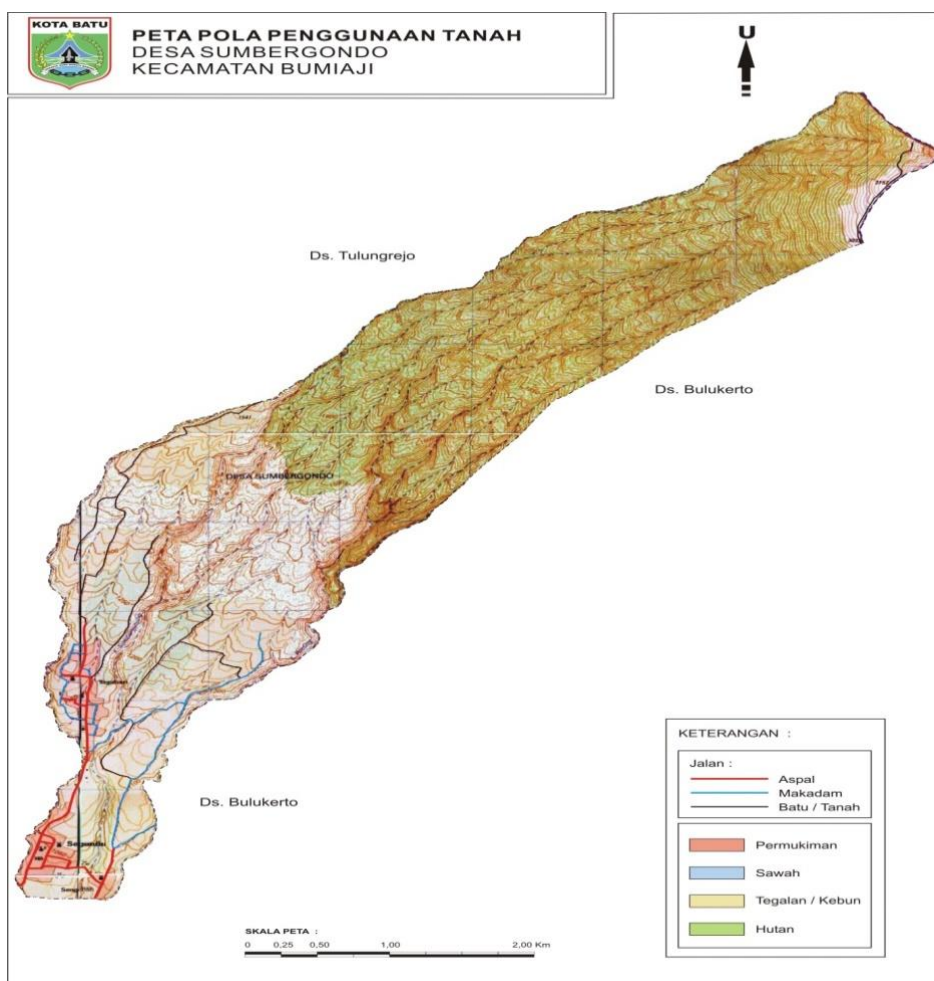 KOTA BATU
PETA POLA PENGGUNAAN TANAH
DESA SUMBERGONDO
KECAMATAN BUMIAJI
U
Ds. Tulungrejo
Ds. Bulukerto
DESA SUMBERGONDO
Ds. Bulukerto
KETERANGAN :
Jalan :
Aspal
Makadam
Batu / Tanah
Permukiman
Sawah
Tegalan / Kebun
Hutan
SKALA PETA :
0 0,25 0,50 1,00 2,00 Km